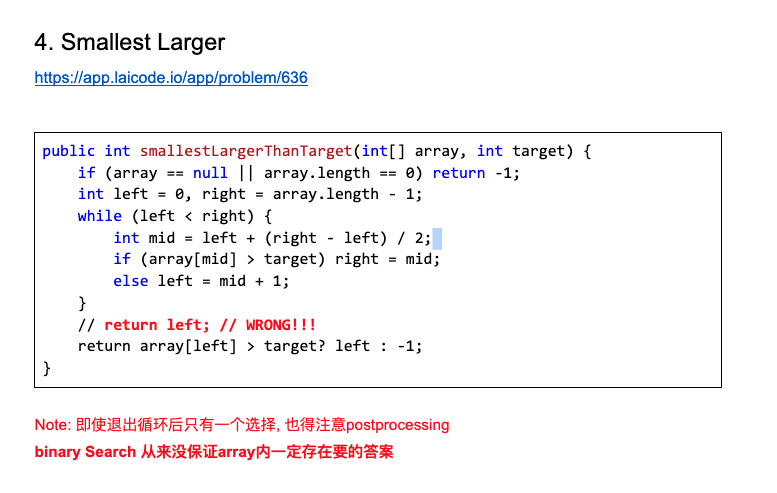 4. Smallest Larger
https://app.laicode.io/app/problem/636
public int smallestLargerThanTarget(int[] array, int target) {
    if (array == null || array.length == 0) return -1;
    int left = 0, right = array.length - 1;
    while (left < right) {
        int mid = left + (right - left) / 2;
        if (array[mid] > target) right = mid;
        else left = mid + 1;
    }
    // return left; // WRONG!!!
    return array[left] > target? left : -1;
}
Note: 即使退出循环后只有一个选择, 也得注意postprocessing
binary Search 从来没保证array内一定存在要的答案